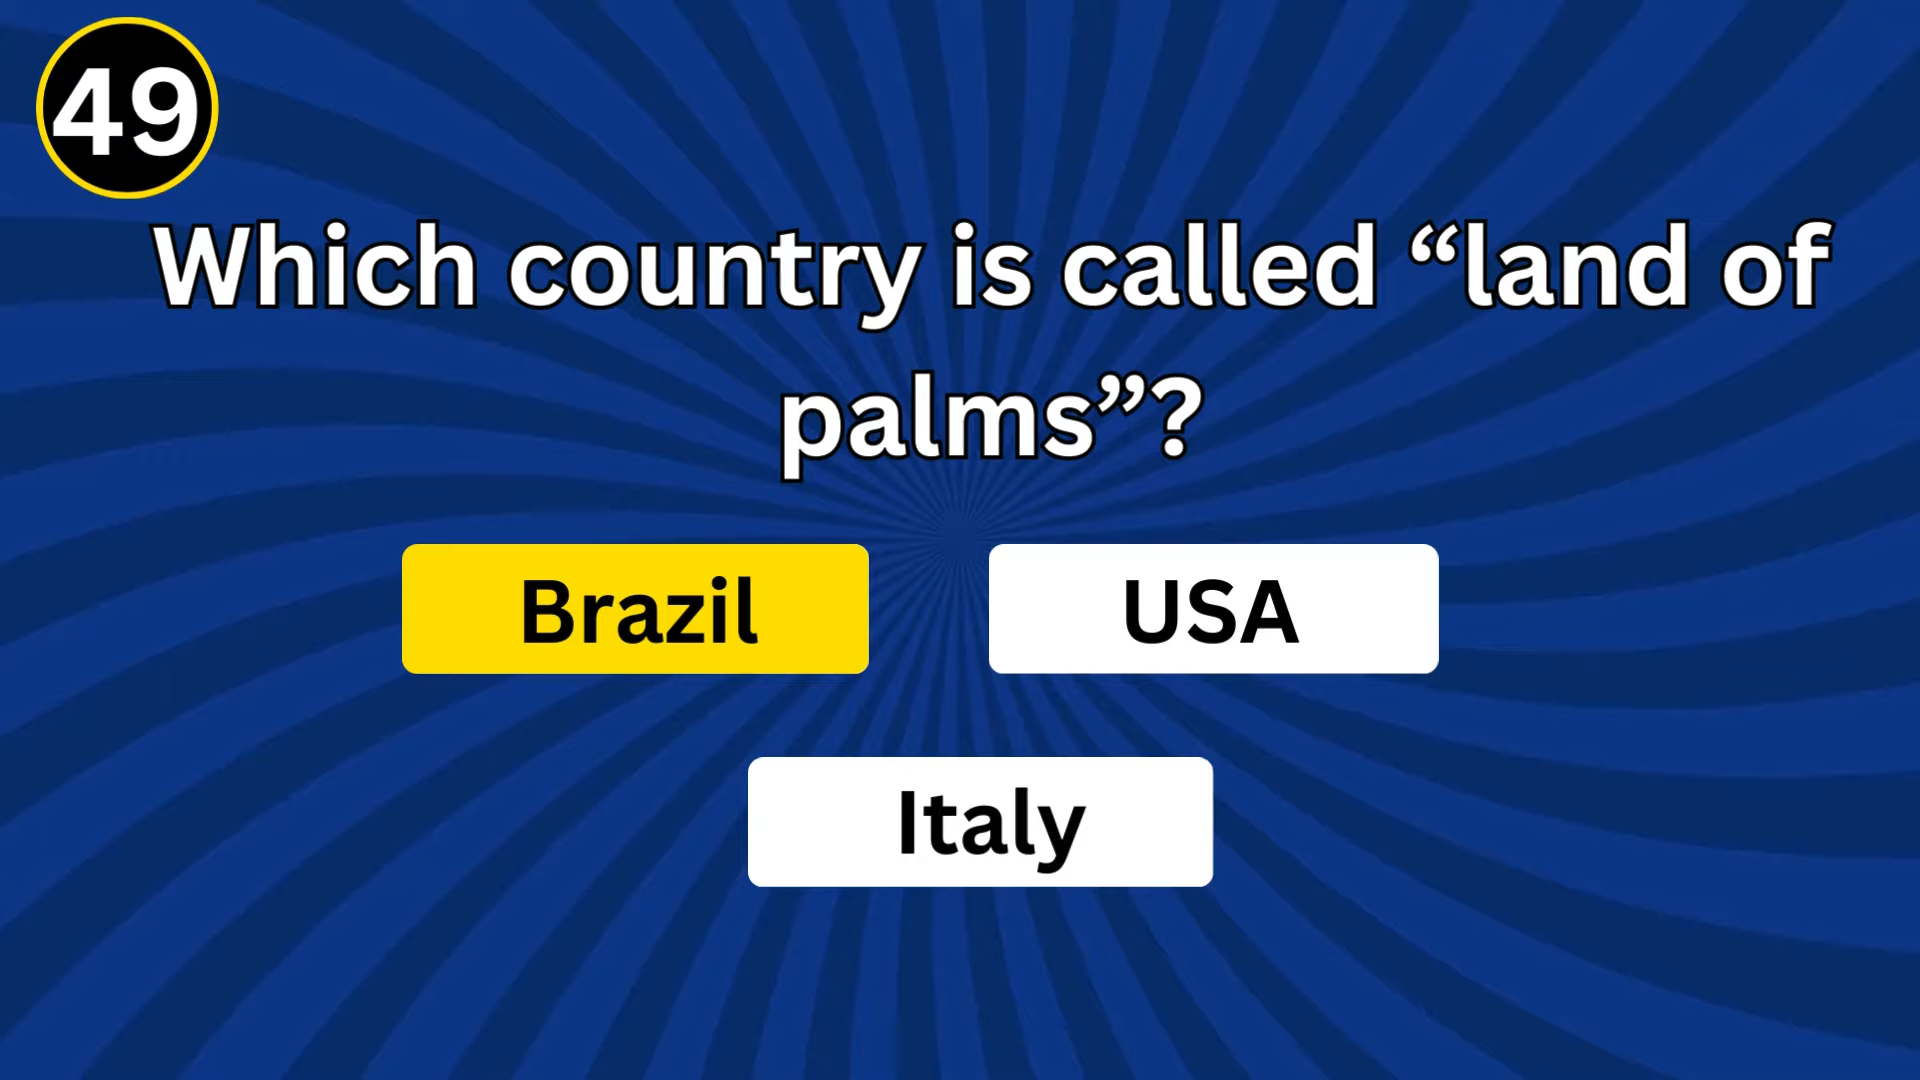 49
Which country is called “land of
palms”?
Brazil
USA
Italy